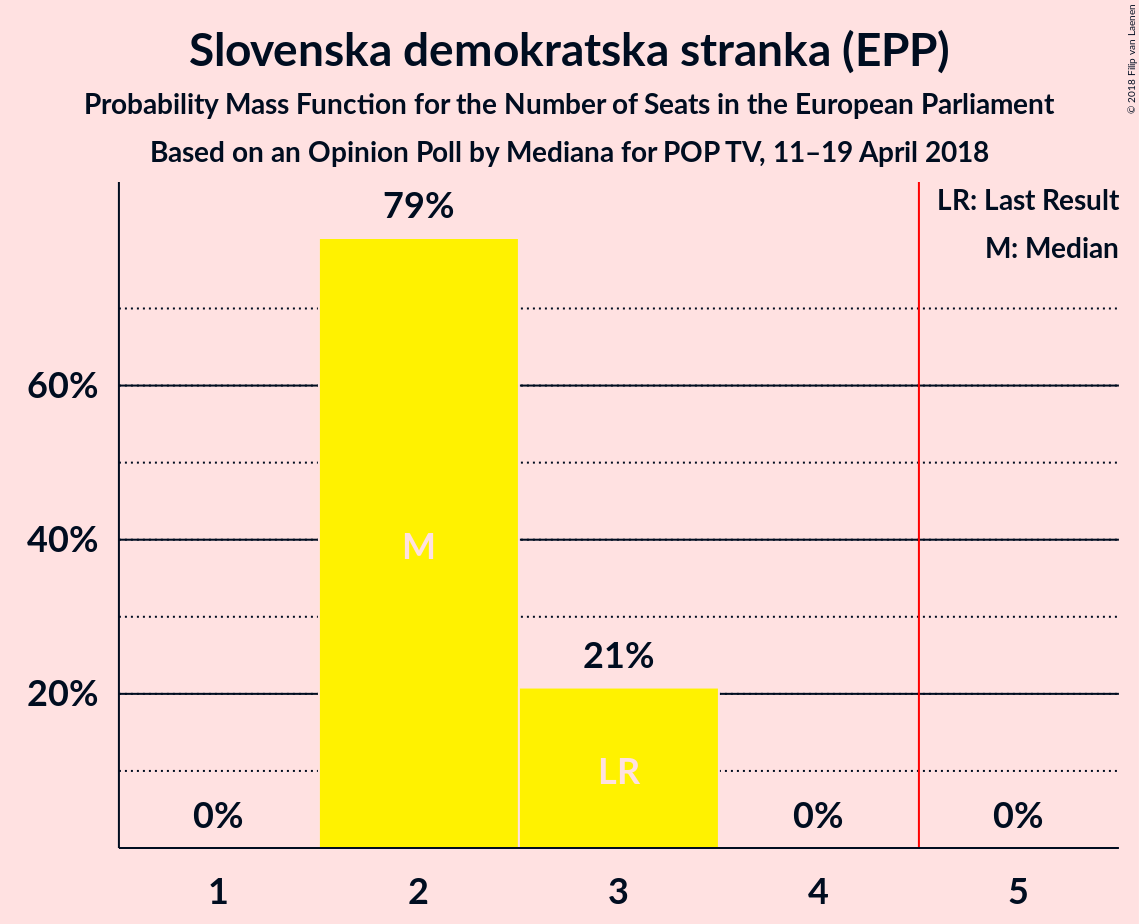 Slovenska demokratska stranka (EPP)
Probability Mass Function for the Number of Seats in the European Parliament
Based on an Opinion Poll by Mediana for POP TV, 11–19 April 2018
© 2018 Filip van Laenen
LR: Last Result
M: Median
79%
60%
M
40%
21%
20%
LR
0%
0%
0%
1
2
3
4
5